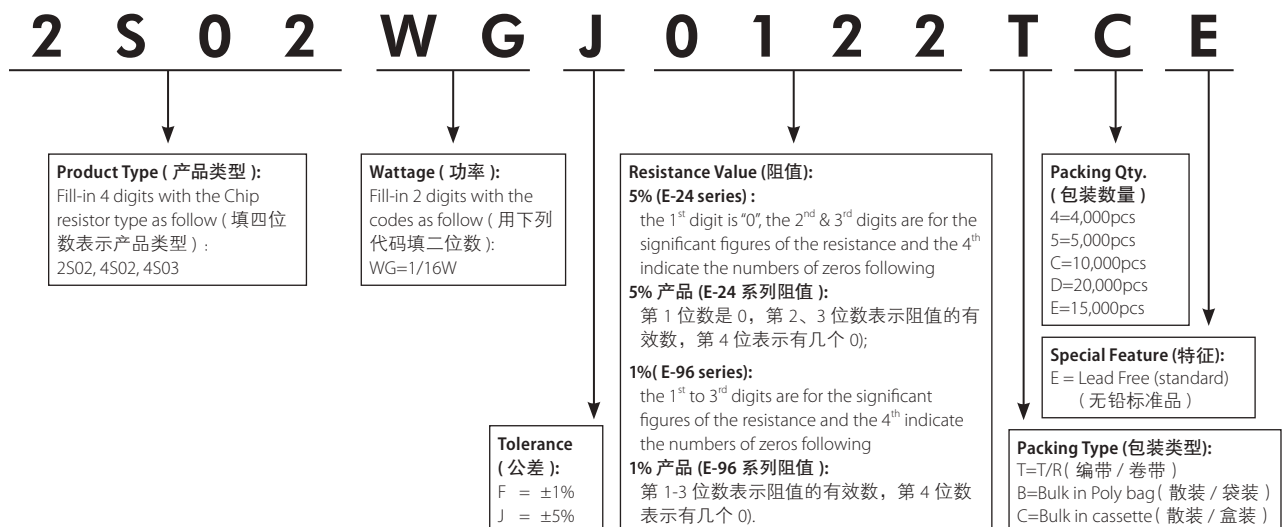 2 S 0 2 W G J 0 1 2 2 T C E
Product Type ( 产品类型 ):
Fill-in 4 digits with the Chip
resistor type as follow ( 填四位
数表示产品类型 ) :
2S02, 4S02, 4S03
Wattage ( 功率 ):
Fill-in 2 digits with the
codes as follow ( 用下列
代码填二位数 ):
WG=1/16W
Tolerance
( 公差 ):
F = ±1%
J = ±5%
Resistance Value (阻值):
5% (E-24 series) :
the 1st digit is “0”, the 2nd & 3rd digits are for the
significant figures of the resistance and the 4th
indicate the numbers of zeros following
5% 产品 (E-24 系列阻值 ):
第 1 位数是 0，第 2、3 位数表示阻值的有
效数，第 4 位表示有几个 0);
1%( E-96 series):
the 1st to 3rd digits are for the significant
figures of the resistance and the 4th indicate
the numbers of zeros following
1% 产品 (E-96 系列阻值 ):
第 1-3 位数表示阻值的有效数，第 4 位数
表示有几个 0).
Packing Qty.
( 包装数量 )
4=4,000pcs
5=5,000pcs
C=10,000pcs
D=20,000pcs
E=15,000pcs
Special Feature (特征):
E = Lead Free (standard)
( 无铅标准品 )
Packing Type (包装类型):
T=T/R( 编带 / 卷带 )
B=Bulk in Poly bag( 散装 / 袋装 )
C=Bulk in cassette( 散装 / 盒装 )